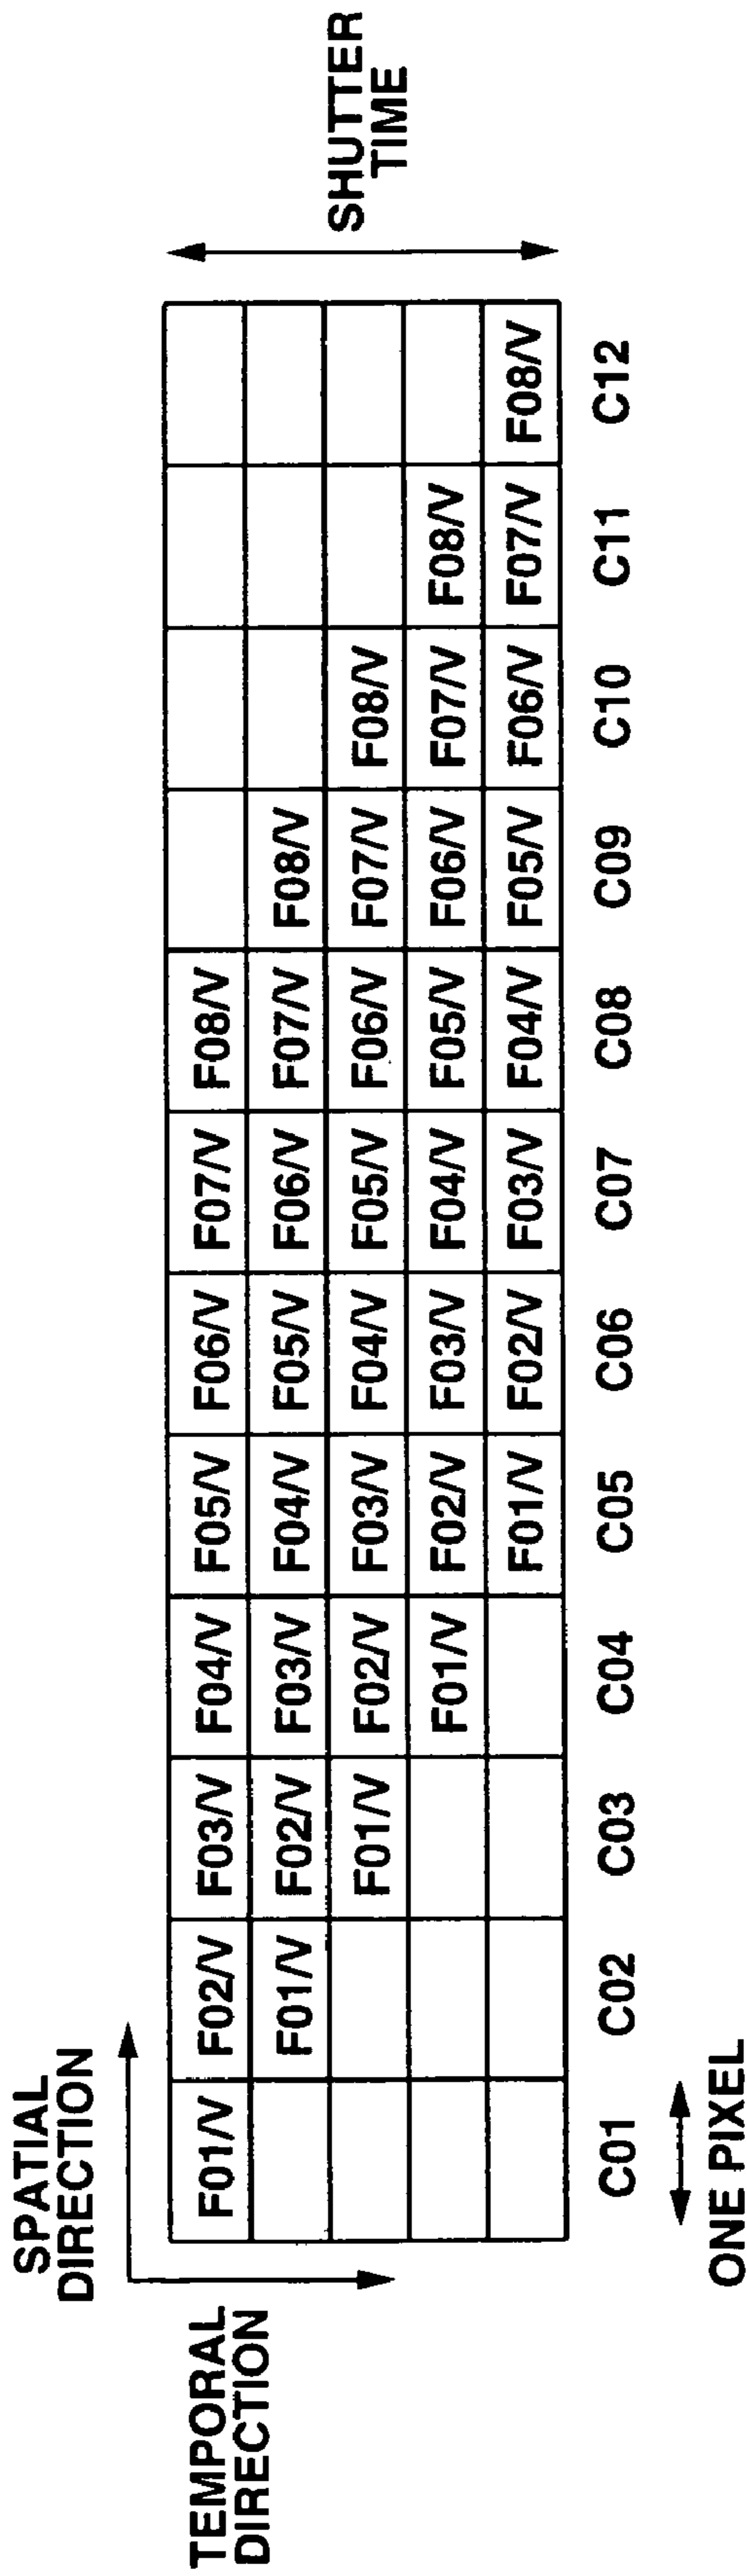 SPATIAL
DIRECTION
TEMPORAL
DIRECTION
SHUTTER
TIME
F01/V F02/V F03/V F04/V F05/V F06/V F07/V F08/V
F01/V F02/V F03/V F04/V F05/V F06/V F07/V F08/V
F01/V F02/V F03/V F04/V F05/V F06/V F07/V F08/V
F01/V F02/V F03/V F04/V F05/V F06/V F07/V F08/V
F01/V F02/V F03/V F04/V F05/V F06/V F07/V F08/V
C01 C02 C03 C04 C05 C06 C07 C08 C09 C10 C11 C12
ONE PIXEL